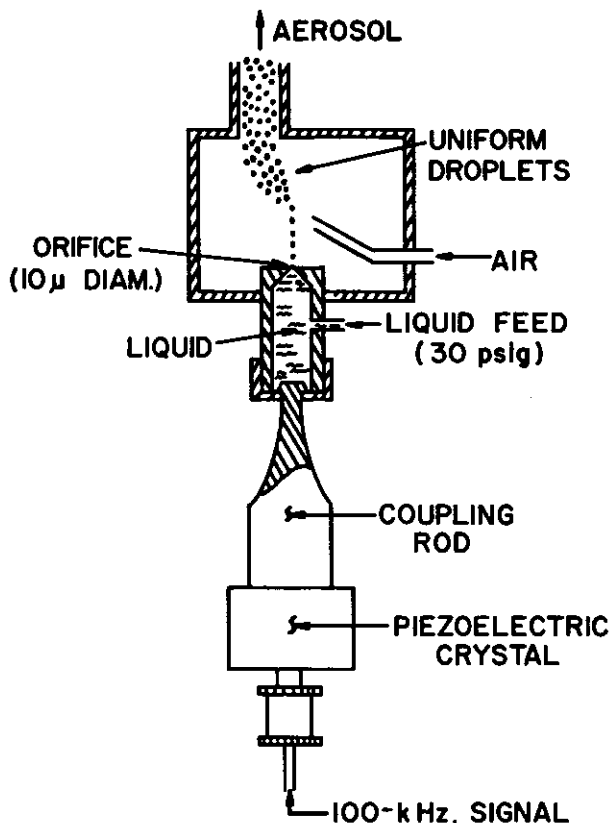 AEROSOL
UNIFORM
DROPLETS
ORIFICE
(10μ DIAM.)
AIR
LIQUID
LIQUID FEED
(30 psig)
COUPLING
ROD
PIEZOELECTRIC
CRYSTAL
100-kHz. SIGNAL